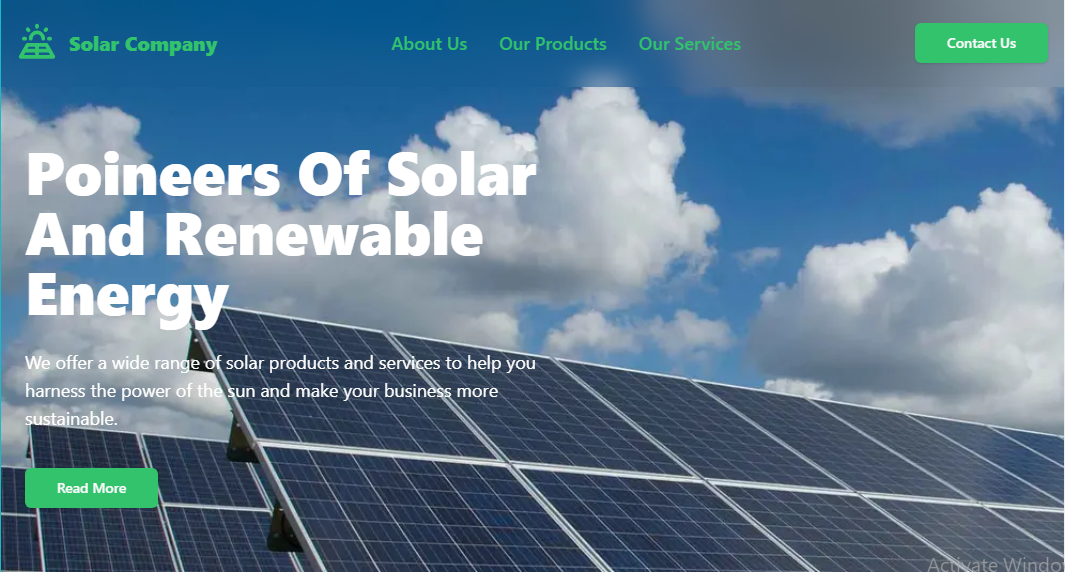 Solar Company
About Us
Our Products
Our Services
Contact Us
Poineers Of Solar
And Renewable
Energy
We offer a wide range of solar products and services to help you
harness the power of the sun and make your business more
sustainable.
Read More
Activate Windo